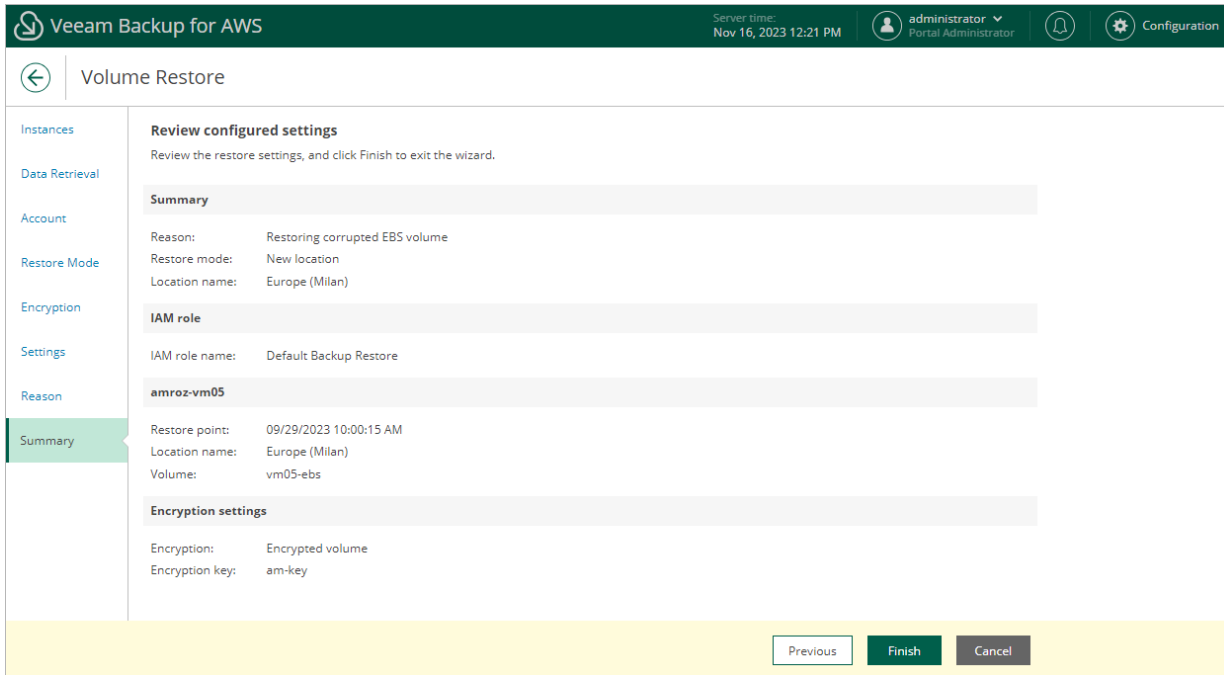 Veeam Backup for AWS
Server time:
Nov 16, 2023 12:21 PM
administrator
Portal Administrator
Configuration
Volume Restore
Instances
Data Retrieval
Account
Restore Mode
Encryption
Settings
Reason
Summary
Review configured settings
Review the restore settings, and click Finish to exit the wizard.
Summary
Reason: Restoring corrupted EBS volume
Restore mode: New location
Location name: Europe (Milan)
IAM role
IAM role name: Default Backup Restore
amroz-vm05
Restore point: 09/29/2023 10:00:15 AM
Location name: Europe (Milan)
Volume: vm05-ebs
Encryption settings
Encryption: Encrypted volume
Encryption key: am-key
Previous
Finish
Cancel